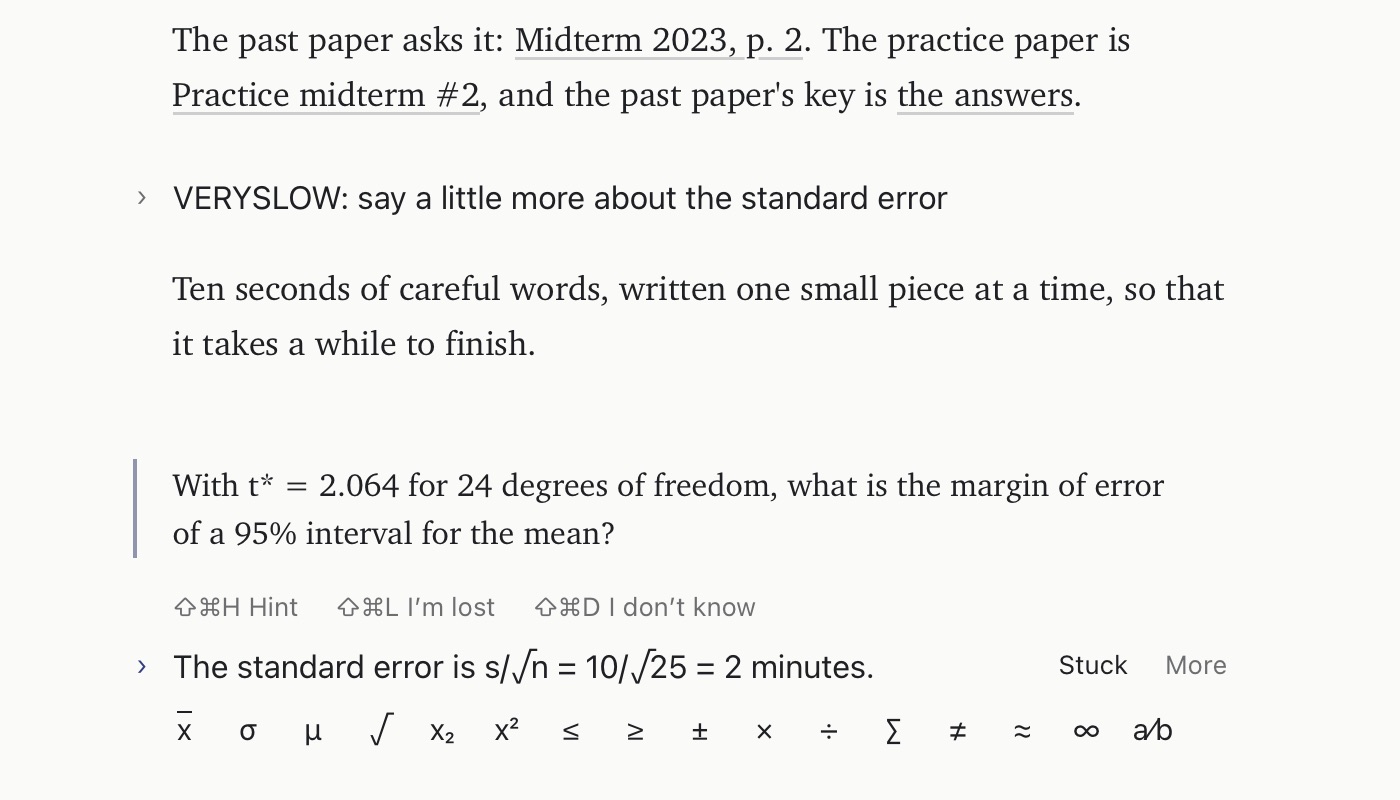 The past paper asks it: Midterm 2023, p. 2. The practice paper is
Practice midterm #2, and the past paper's key is the answers.
› VERYSLOW: say a little more about the standard error
Ten seconds of careful words, written one small piece at a time, so that
it takes a while to finish.
With t* = 2.064 for 24 degrees of freedom, what is the margin of error
of a 95% interval for the mean?
⇧⌘H Hint ⇧⌘L I’m lost ⇧⌘D I don’t know
› The standard error is s/√n = 10/√25 = 2 minutes. Stuck More
x̅ σ µ √ x₂ x² ≤ ≥ ± × ÷ ∑ ≠ ≈ ∞ a⁄b